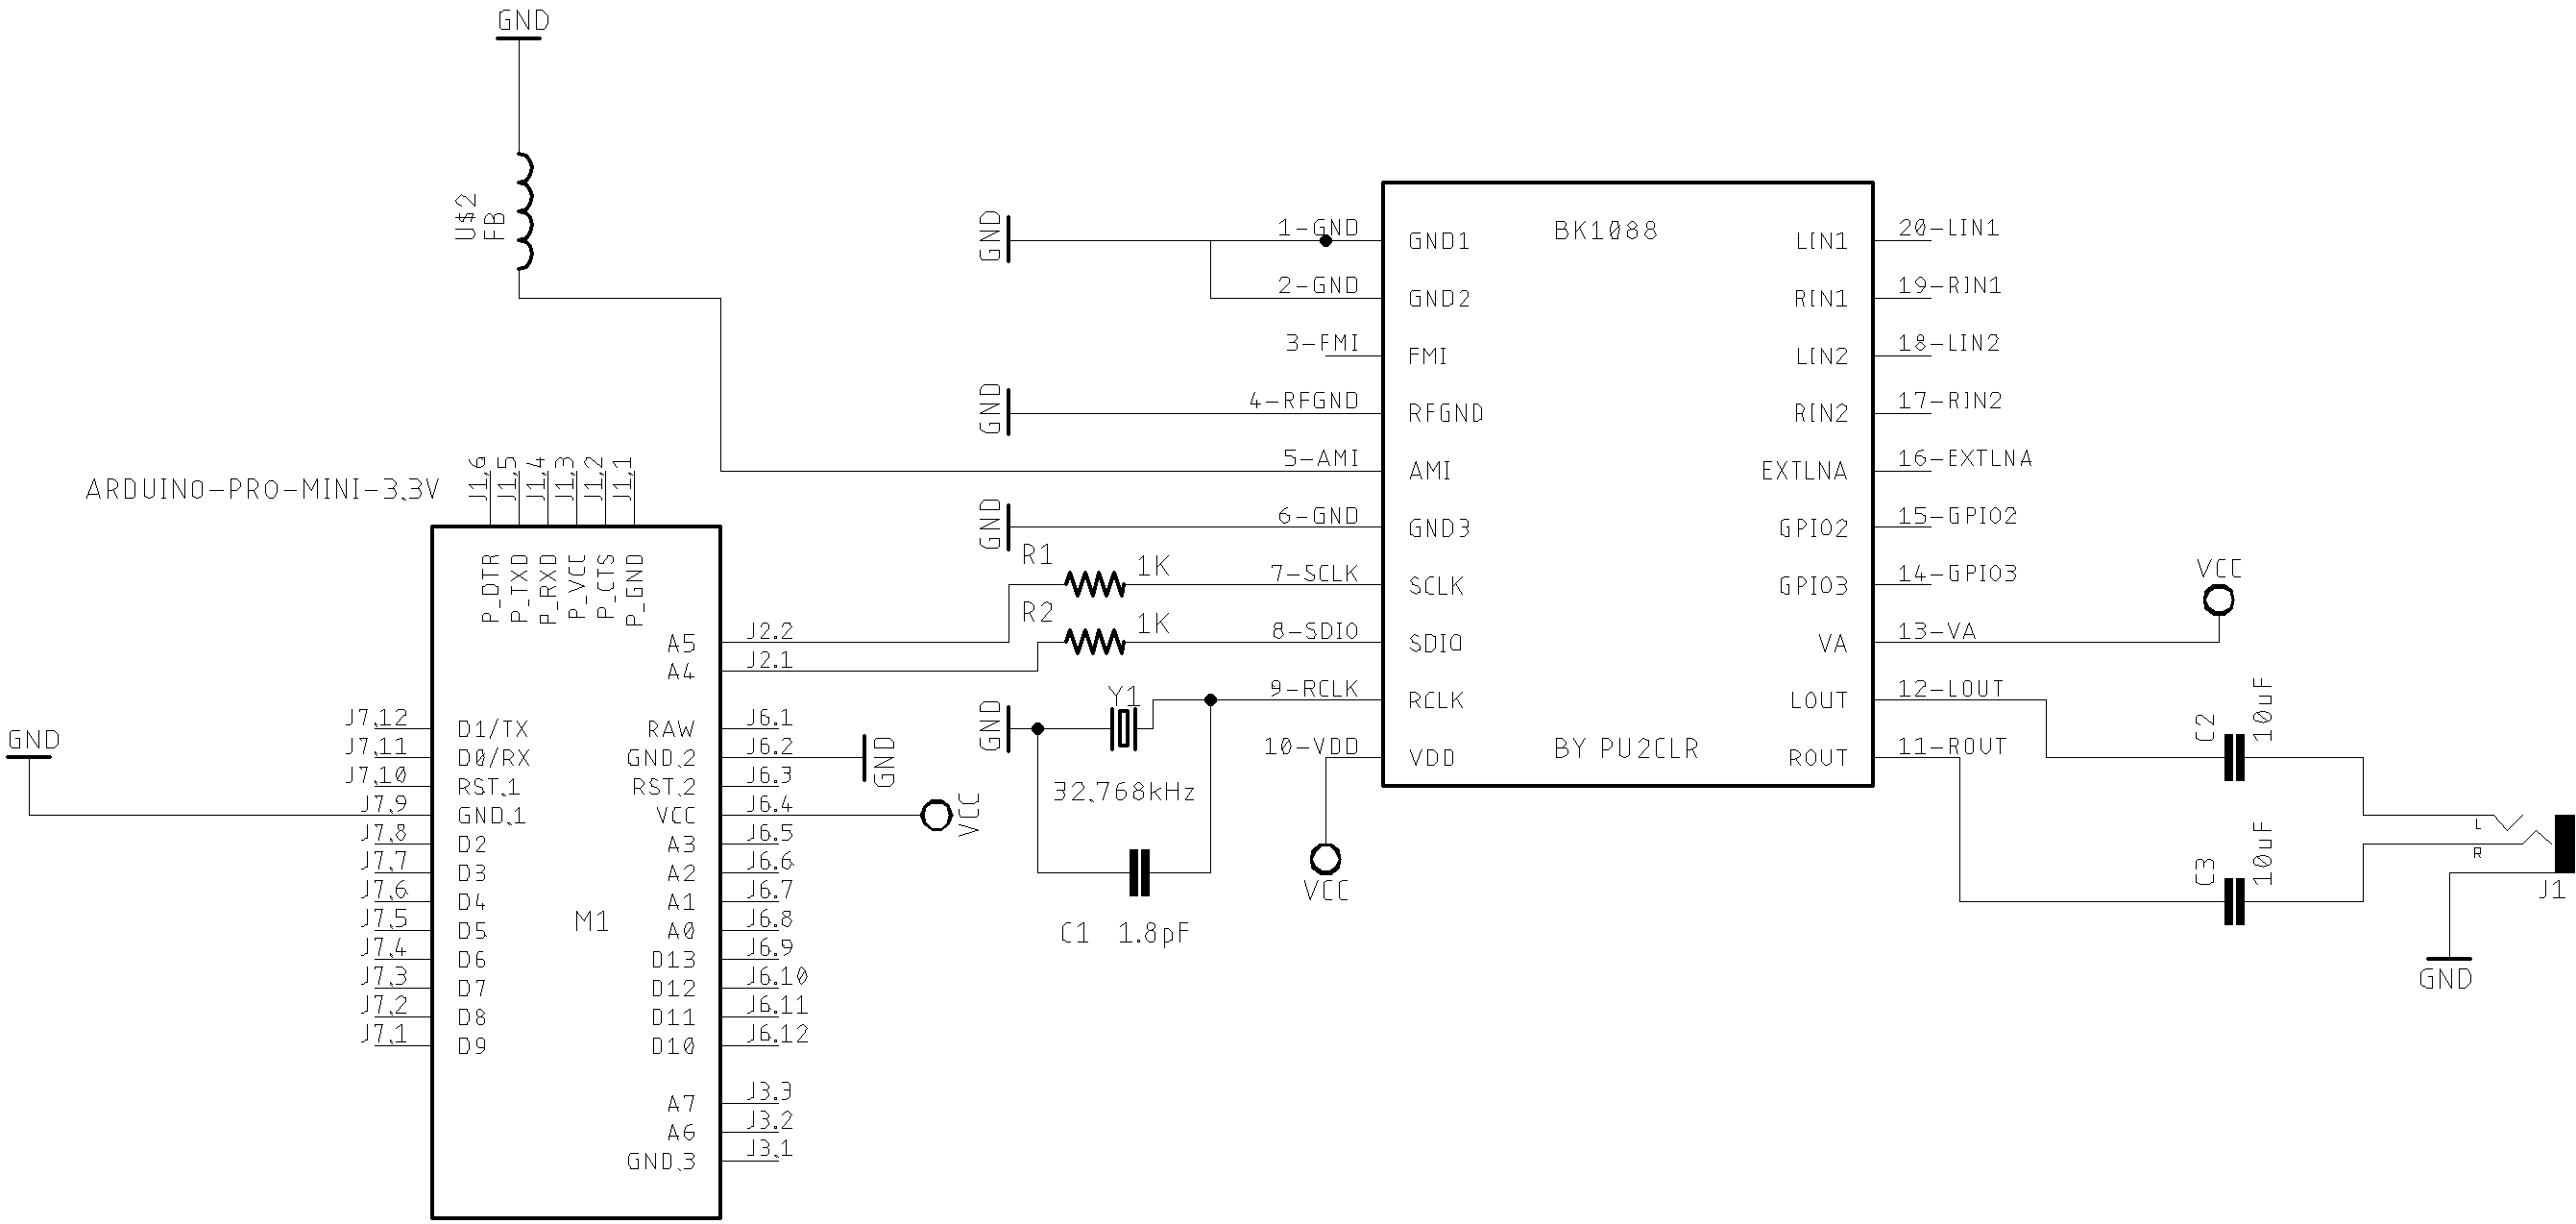 GND
U$2
FB
ARDUINO-PRO-MINI-3.3V
J1.6
J1.5
J1.4
J1.3
J1.2
J1.1
P_DTR
P_TXD
P_RXD
P_VCC
P_CTS
P_GND
A5
J2.2
A4
J2.1
GND
J7.12
D1/TX
RAW
J6.1
J7.11
D0/RX
GND.2
J6.2
GND
J7.10
RST.1
RST.2
J6.3
J7.9
GND.1
VCC
J6.4
VCC
J7.8
D2
A3
J6.5
J7.7
D3
A2
J6.6
J7.6
D4
A1
J6.7
J7.5
D5
M1
A0
J6.8
J7.4
D6
D13
J6.9
J7.3
D7
D12
J6.10
J7.2
D8
D11
J6.11
J7.1
D9
D10
J6.12
A7
J3.3
A6
J3.2
GND.3
J3.1
GND
1-GND
GND1
BK1088
LIN1
20-LIN1
2-GND
GND2
RIN1
19-RIN1
3-FMI
FMI
LIN2
18-LIN2
GND
4-RFGND
RFGND
RIN2
17-RIN2
5-AMI
AMI
EXTLNA
16-EXTLNA
GND
6-GND
GND3
GPIO2
15-GPIO2
R1
1K
7-SCLK
SCLK
GPIO3
14-GPIO3
VCC
R2
1K
8-SDIO
SDIO
VA
13-VA
GND
Y1
32.768kHz
9-RCLK
RCLK
LOUT
12-LOUT
10-VDD
VDD
BY PU2CLR
ROUT
11-ROUT
VCC
C1 1.8pF
C2
10uF
C3
10uF
L
R
J1
GND